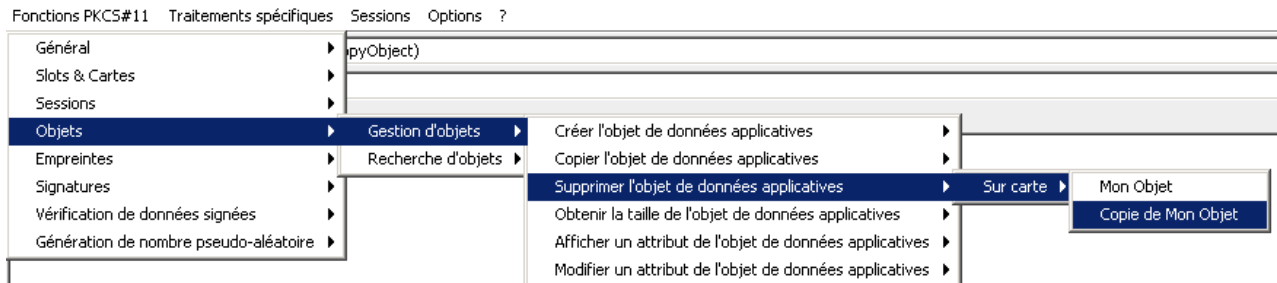 Fonctions PKCS#11 Traitements spécifiques Sessions Options ?
Général
pyObject)
Slots & Cartes
Sessions
Objets
Gestion d'objets
Créer l'objet de données applicatives
Empreintes
Recherche d'objets
Copier l'objet de données applicatives
Signatures
Supprimer l'objet de données applicatives
Sur carte
Mon Objet
Vérification de données signées
Obtenir la taille de l'objet de données applicatives
Copie de Mon Objet
Génération de nombre pseudo-aléatoire
Afficher un attribut de l'objet de données applicatives
Modifier un attribut de l'objet de données applicatives